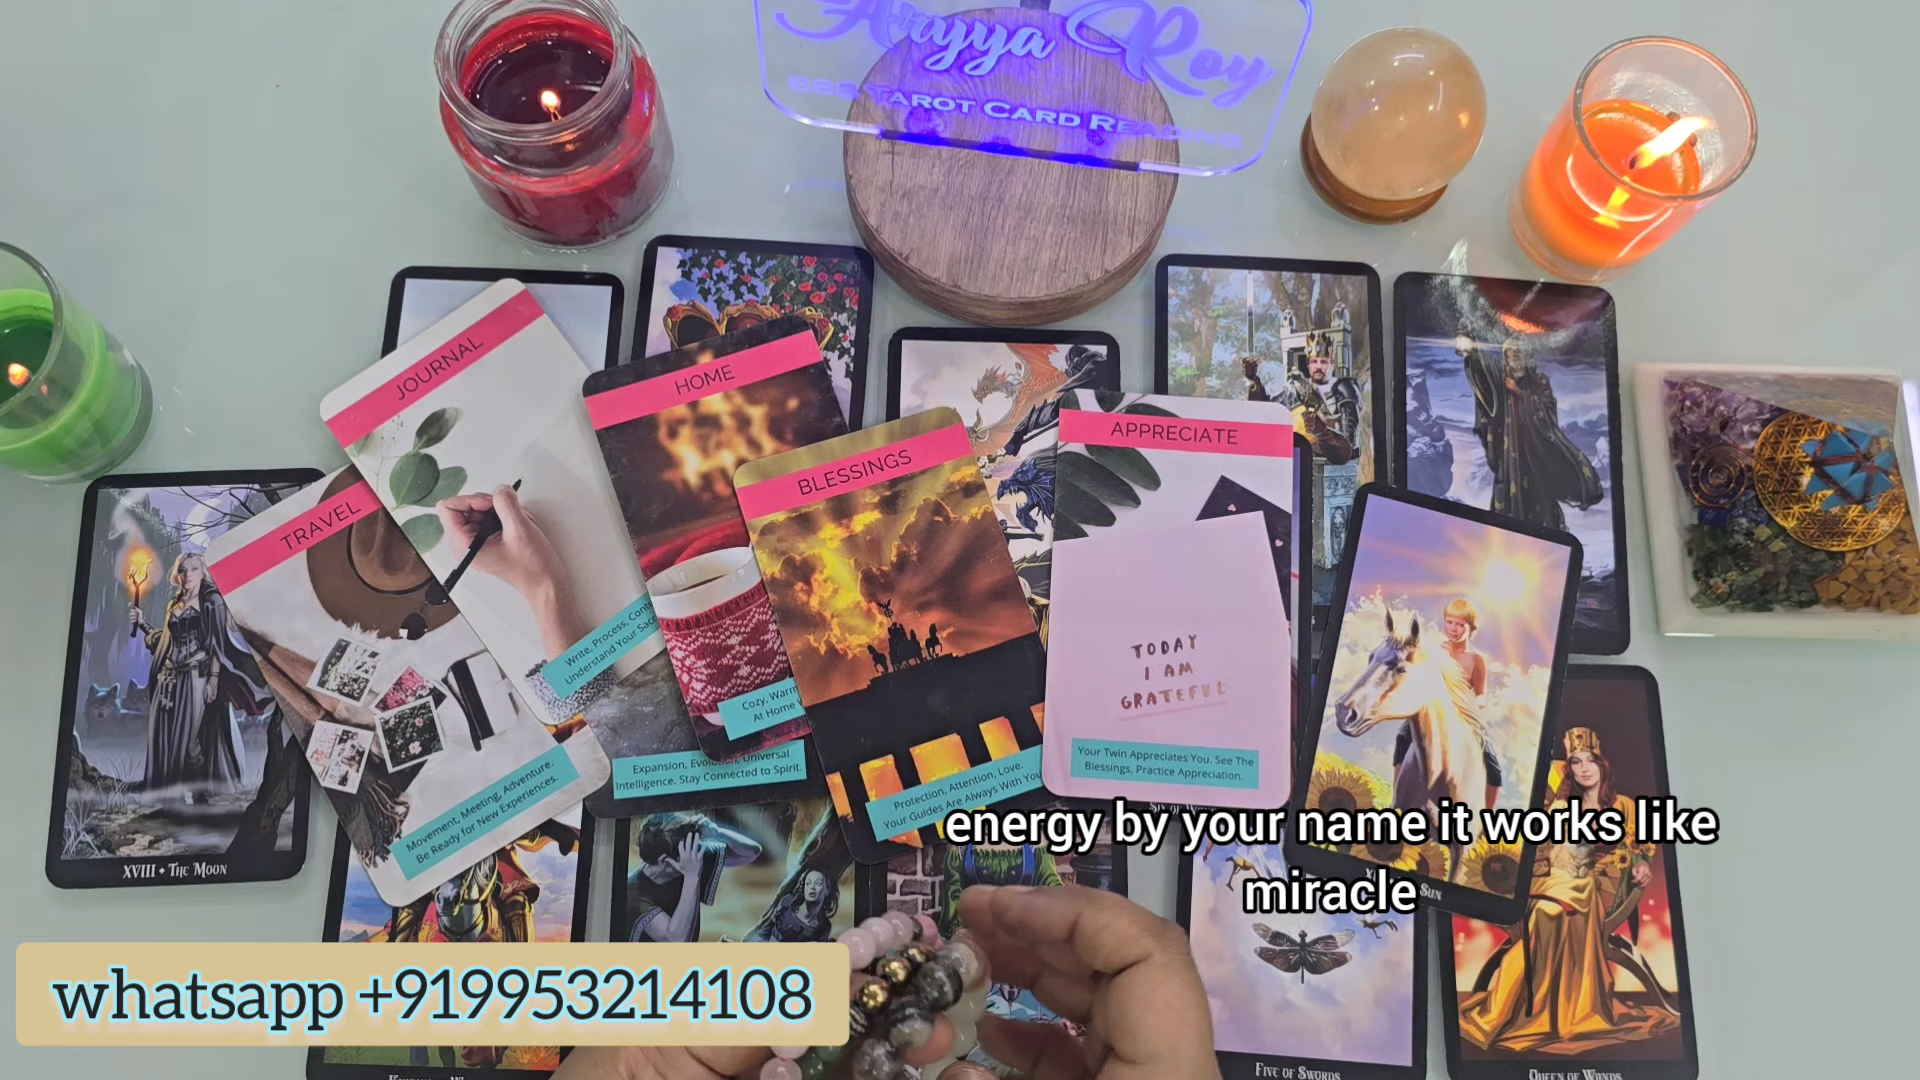 Aryya Roy
888 TAROT CARD READING
JOURNAL
HOME
BLESSINGS
APPRECIATE
TRAVEL
TODAY
I AM
GRATEFUL
Write, Process,
Understand Your
Cozy, Warm
At Home
Expansion, Evolution, Universal
Intelligence. Stay Connected to Spirit.
Movement, Meeting, Adventure.
Be Ready for New Experiences.
Protection, Attention, Love.
Your Guides Are Always With You
Your Twin Appreciates You. See The
Blessings. Practice Appreciation.
energy by your name it works like
miracle
XVIII • THE MOON
SUN
whatsapp +919953214108
FIVE OF SWORDS
QUEEN OF WANDS